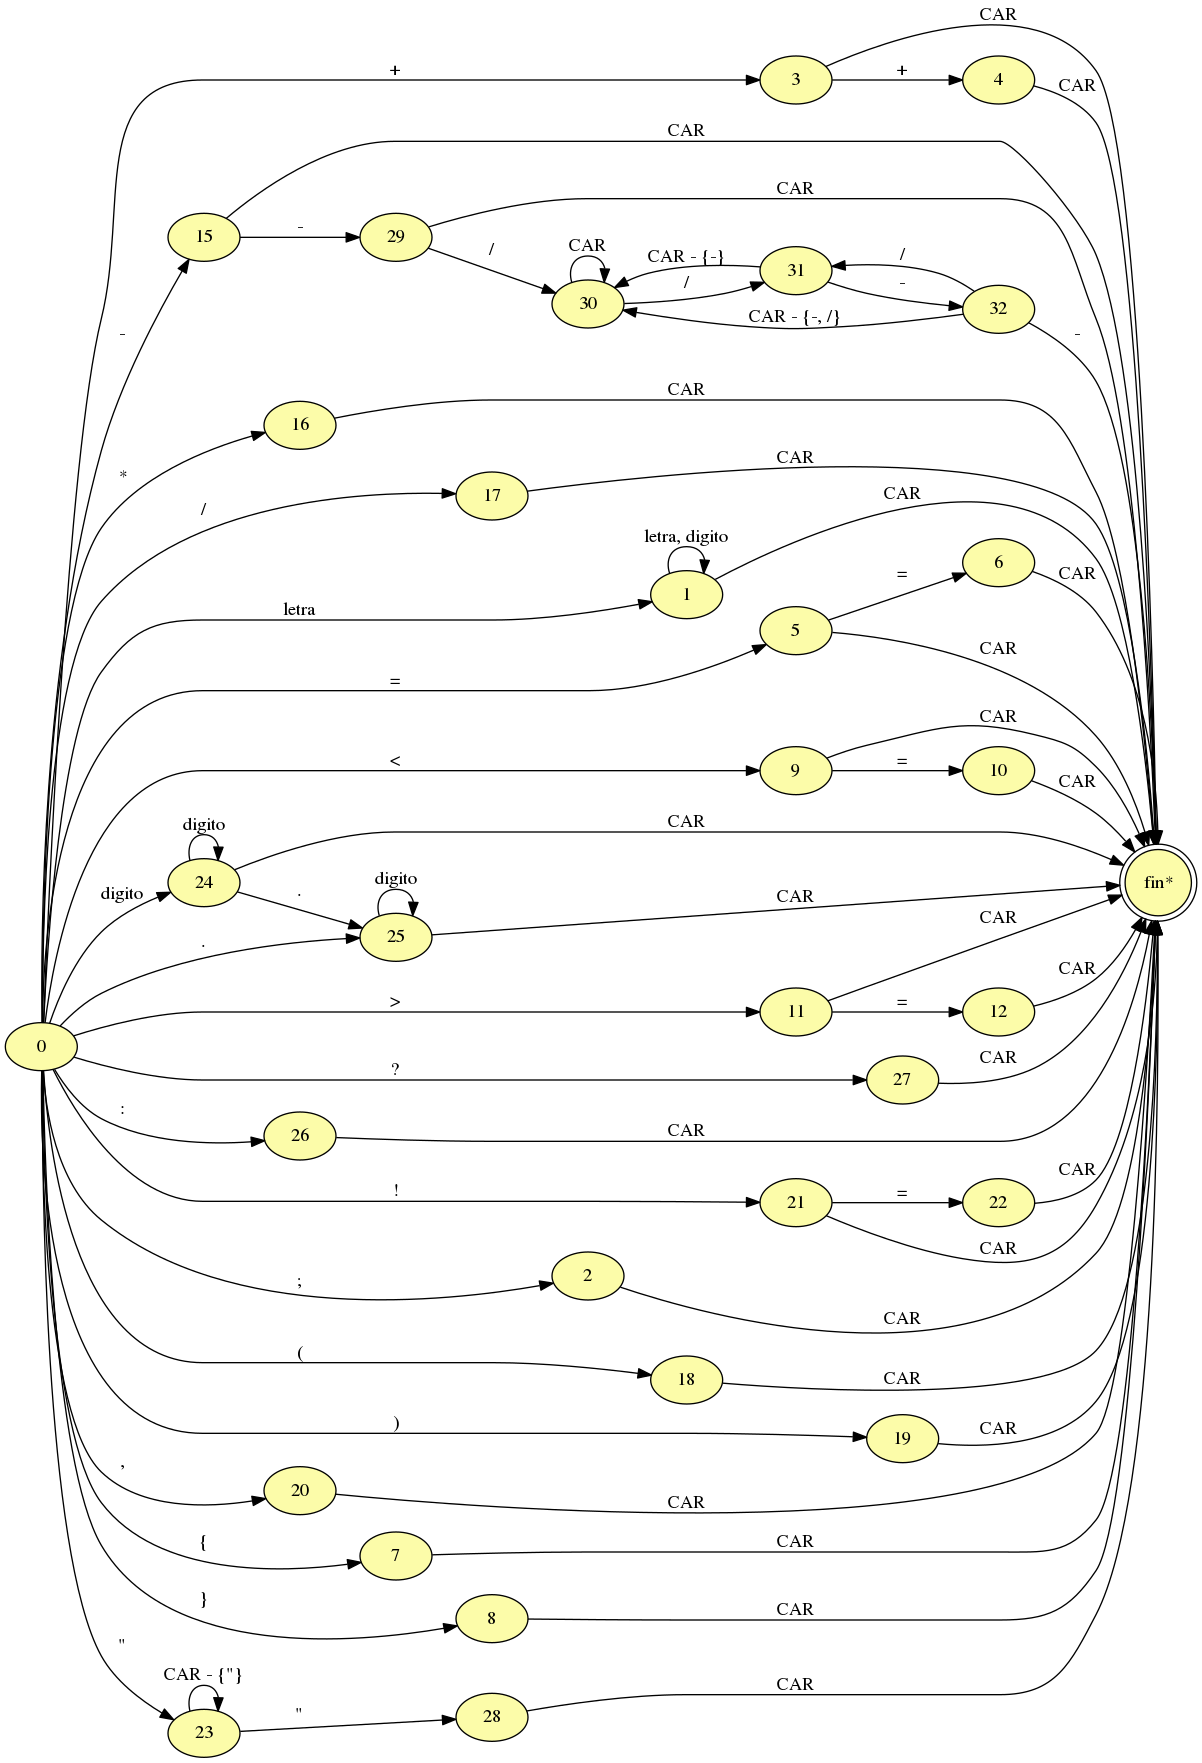 CAR
+
3
+
4
CAR
CAR
CAR
15
-
29
/
CAR
CAR - {-}
31
/
/
-
30
32
CAR - {-, /}
-
-
CAR
16
*
CAR
17
/
CAR
letra, digito
1
letra
6
=
CAR
5
=
CAR
CAR
<
9
=
10
CAR
digito
CAR
24
digito
.
digito
fin*
CAR
25
.
CAR
CAR
>
11
=
12
0
CAR
?
27
:
26
CAR
CAR
!
21
=
22
CAR
;
2
CAR
(
18
CAR
)
19
CAR
,
20
CAR
{
7
CAR
}
8
CAR
"
CAR - {"}
CAR
"
28
23